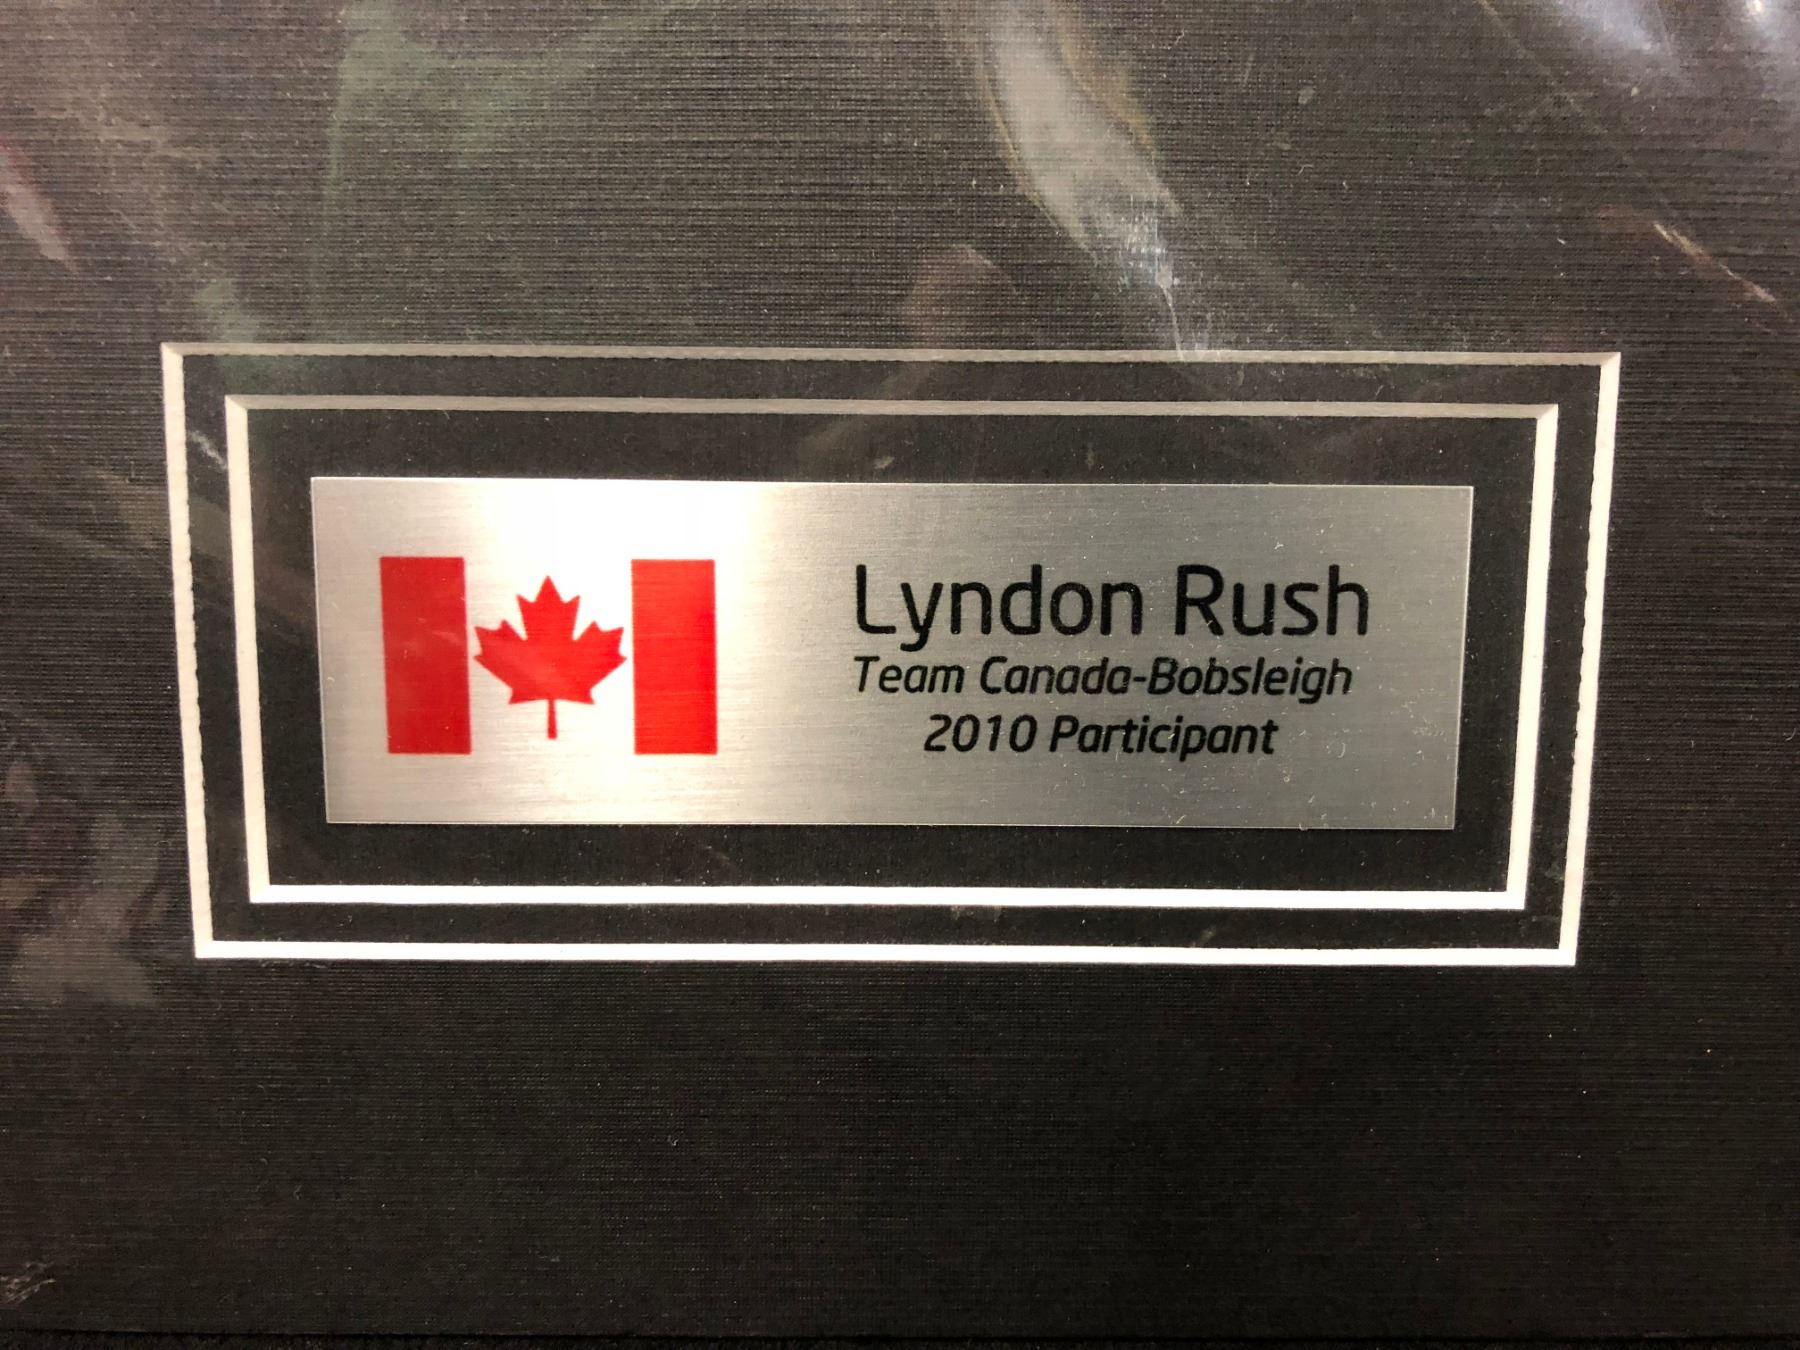 Lyndon Rush
Team Canada-Bobsleigh
2010 Participant